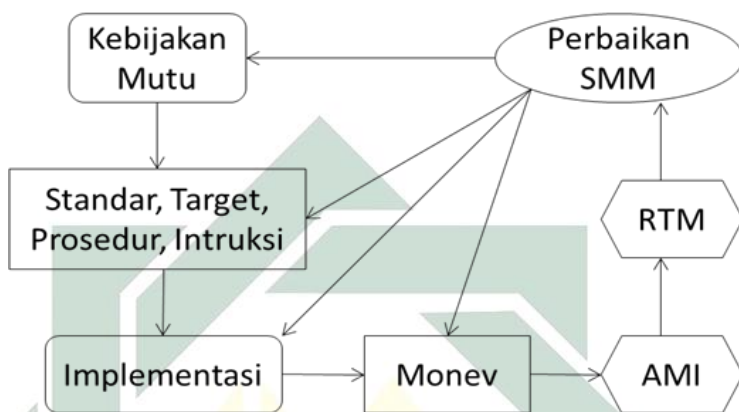 Kebijakan
Mutu
Perbaikan
SMM
Standar, Target,
Prosedur, Intruksi
RTM
Implementasi
Monev
AMI